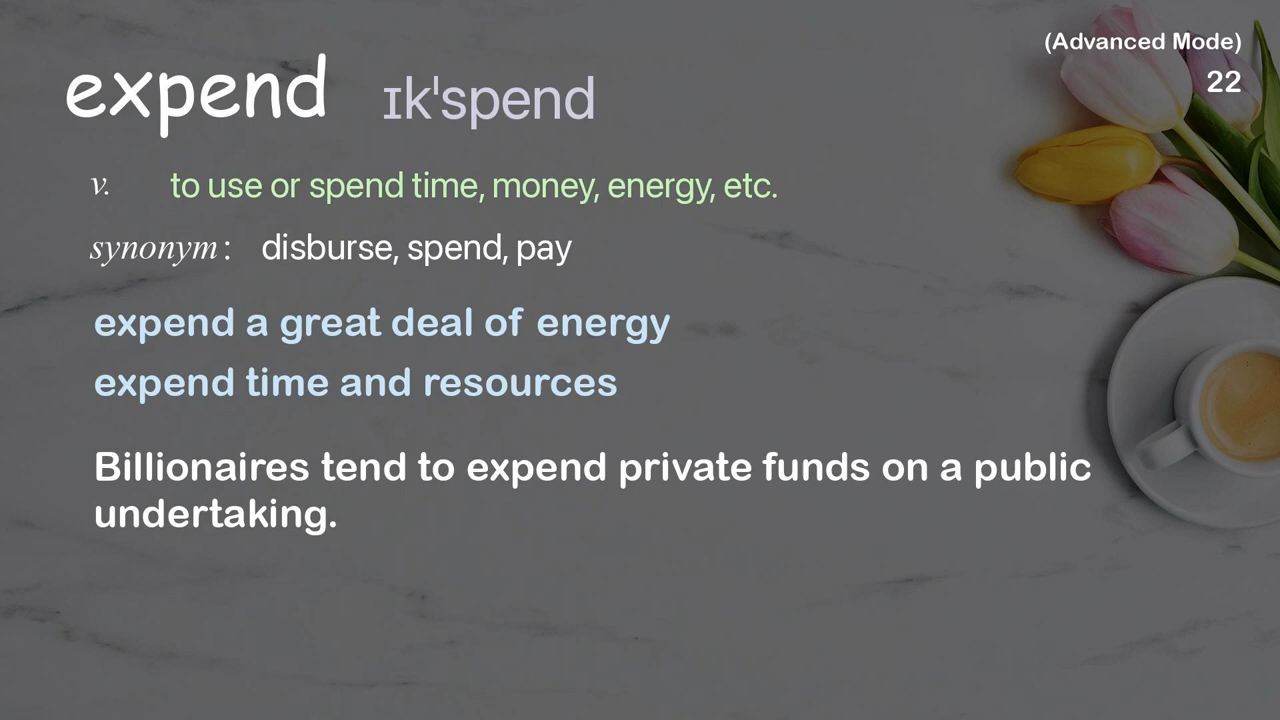 (Advanced Mode)
22
expend ɪk'spend
v. to use or spend time, money, energy, etc.
synonym: disburse, spend, pay
expend a great deal of energy
expend time and resources
Billionaires tend to expend private funds on a public
undertaking.